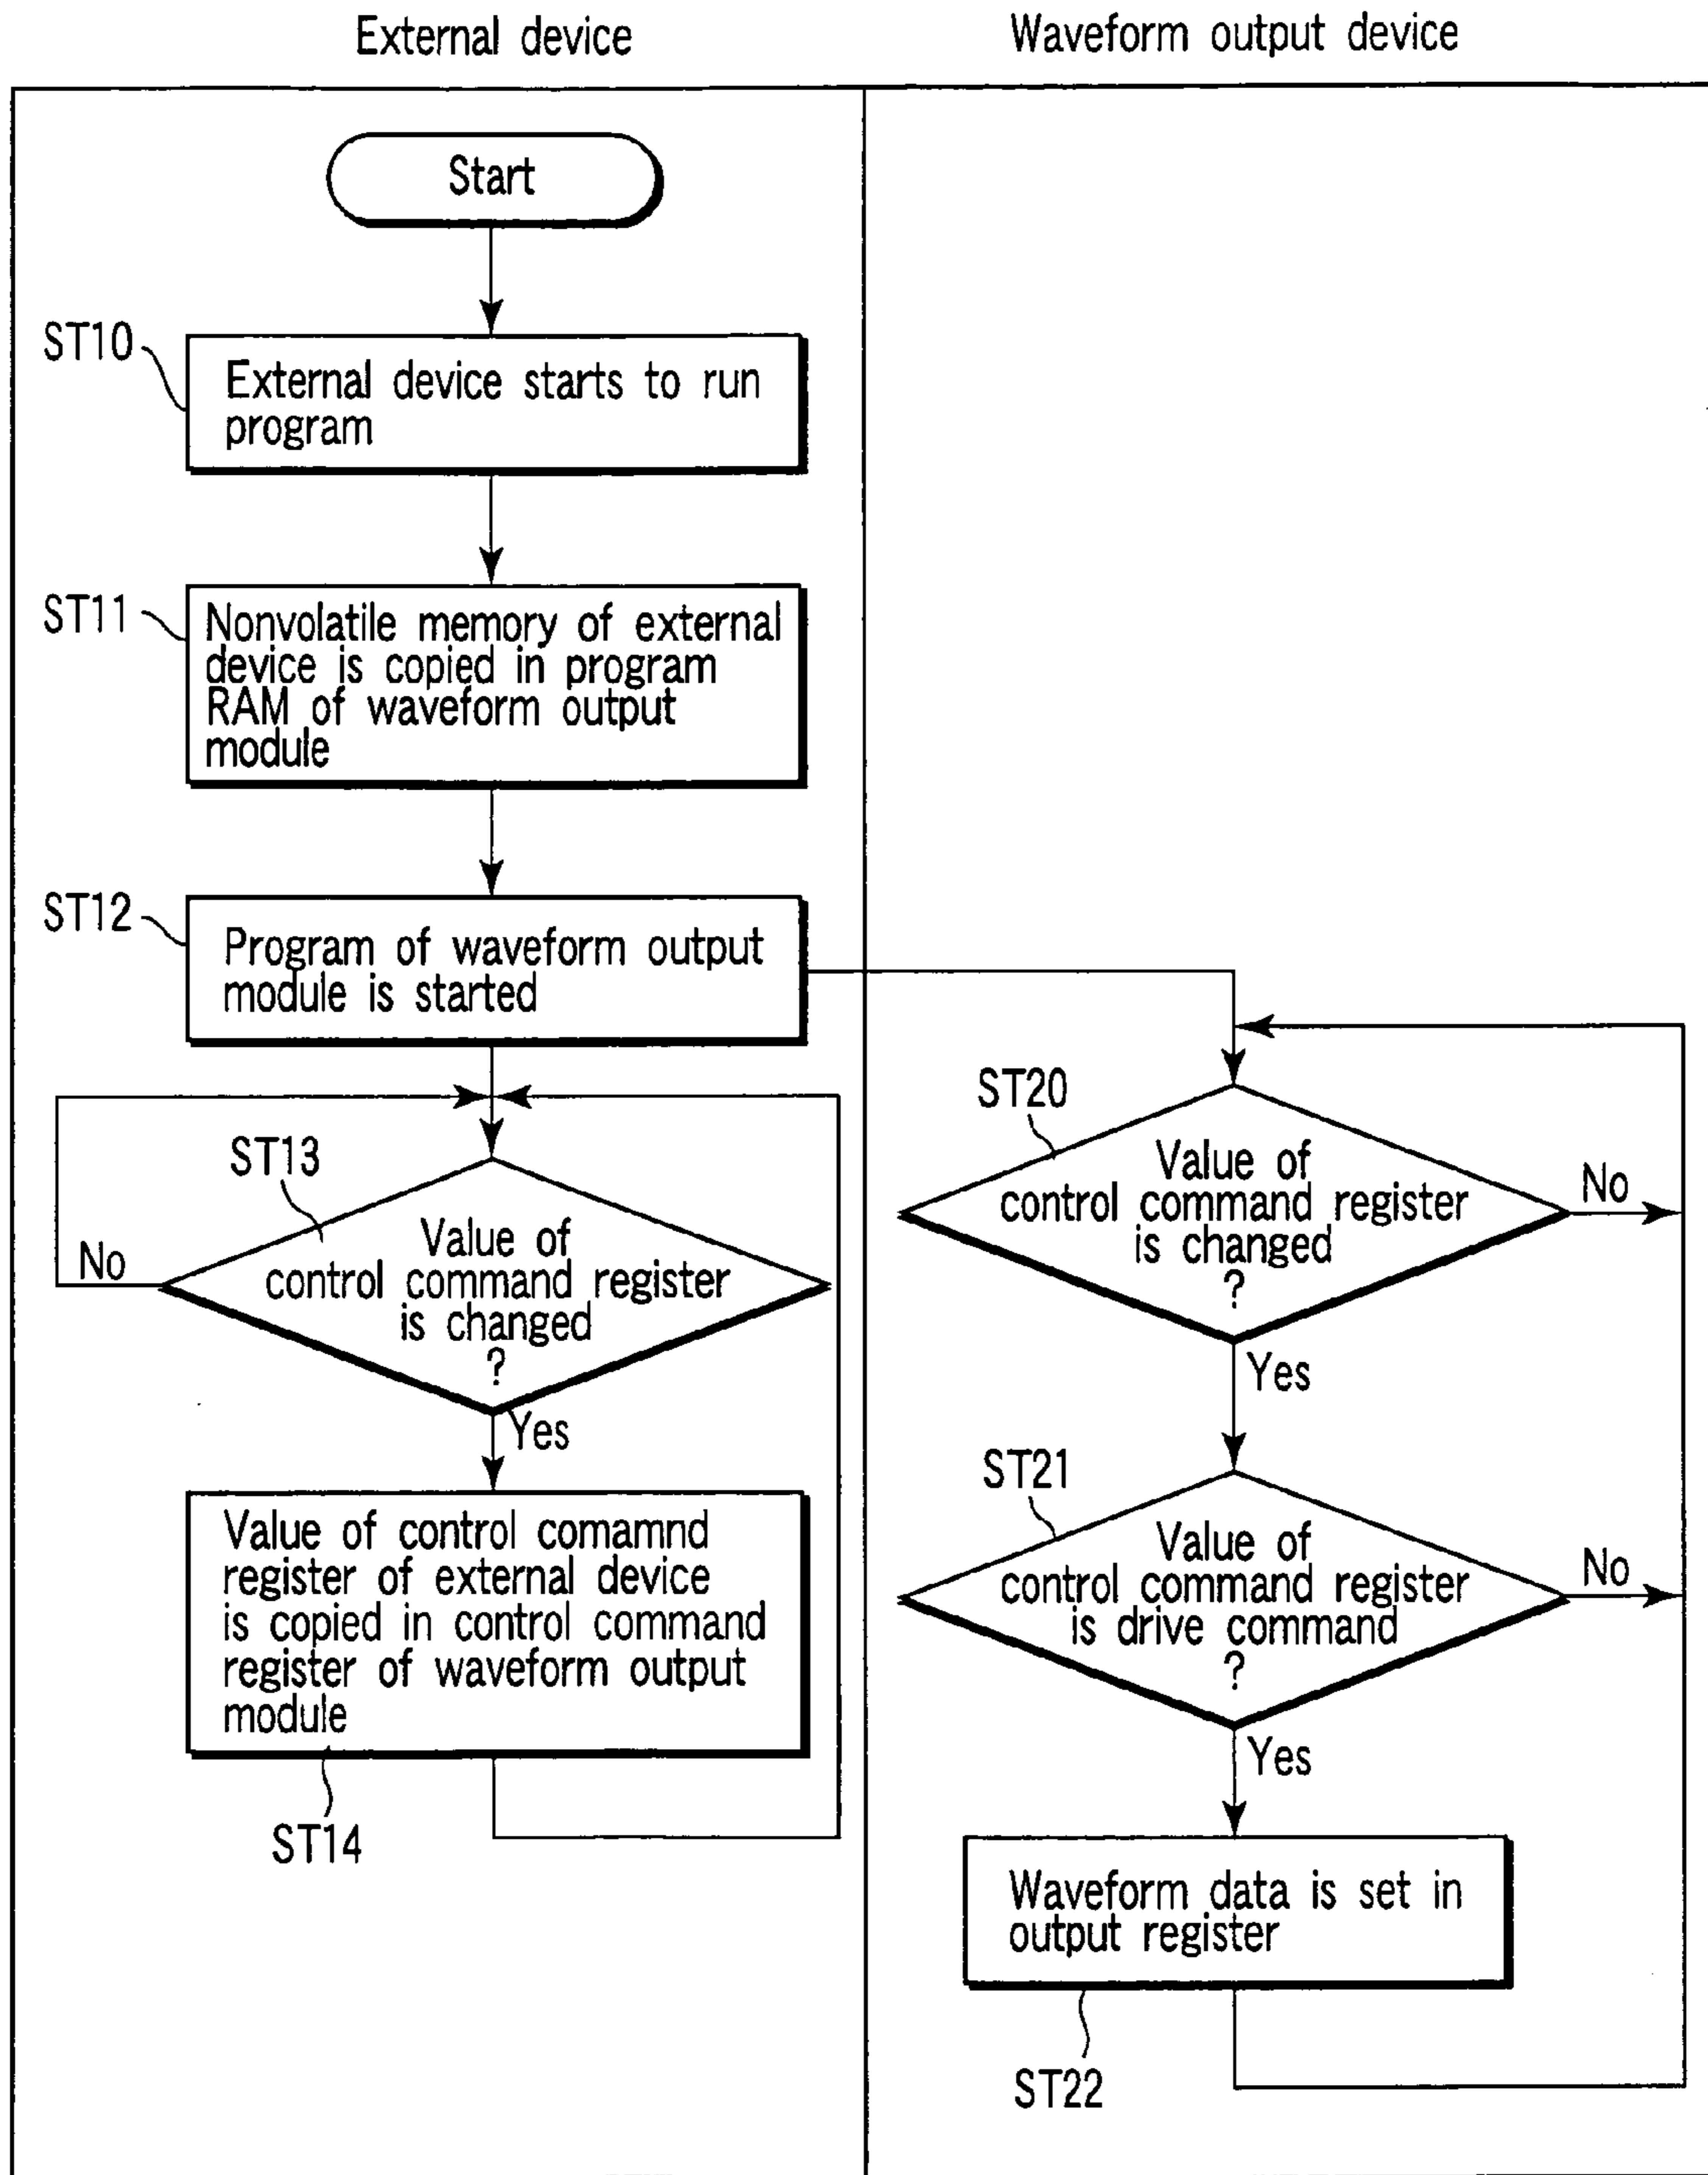 External device
Waveform output device
Start
ST10
External device starts to run
program
ST11
Nonvolatile memory of external
device is copied in program
RAM of waveform output
module
ST12
Program of waveform output
module is started
ST13
Value of
control command register
is changed
?
No
Yes
Value of control comamnd
register of external device
is copied in control command
register of waveform output
module
ST14
ST20
Value of
control command register
is changed
?
No
Yes
ST21
Value of
control command register
is drive command
?
No
Yes
Waveform data is set in
output register
ST22